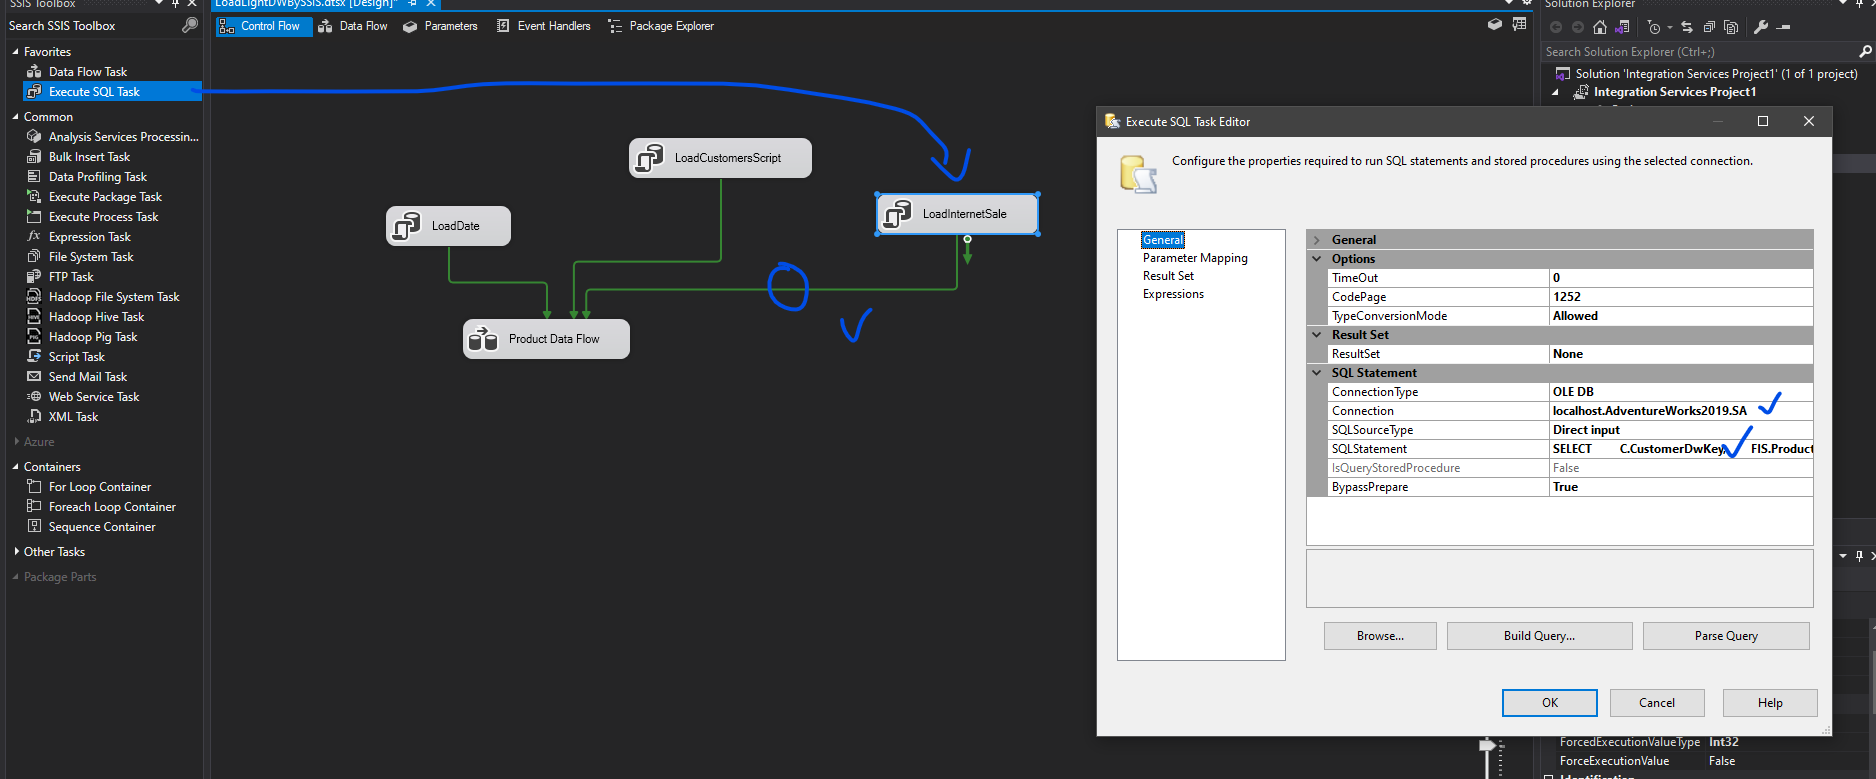 SSIS Toolbox
Search SSIS Toolbox
Favorites
Data Flow Task
Execute SQL Task
Common
Analysis Services Processin...
Bulk Insert Task
Data Profiling Task
Execute Package Task
Execute Process Task
Expression Task
File System Task
FTP Task
Hadoop File System Task
Hadoop Hive Task
Hadoop Pig Task
Script Task
Send Mail Task
Web Service Task
XML Task
Azure
Containers
For Loop Container
Foreach Loop Container
Sequence Container
Other Tasks
Package Parts
LoadLightDWBySSIS.dtsx [Design]*
Control Flow
Data Flow
Parameters
Event Handlers
Package Explorer
LoadCustomersScript
LoadDate
LoadInternetSale
Product Data Flow
Solution Explorer
Search Solution Explorer (Ctrl+;)
Solution 'Integration Services Project1' (1 of 1 project)
Integration Services Project1
Execute SQL Task Editor
Configure the properties required to run SQL statements and stored procedures using the selected connection.
General
Parameter Mapping
Result Set
Expressions
General
Options
TimeOut 0
CodePage 1252
TypeConversionMode Allowed
Result Set
ResultSet None
SQL Statement
ConnectionType OLE DB
Connection localhost.AdventureWorks2019.SA
SQLSourceType Direct input
SQLStatement SELECT C.CustomerDwKey, FIS.Product
IsQueryStoredProcedure False
BypassPrepare True
Browse...
Build Query...
Parse Query
OK
Cancel
Help
ForcedExecutionValueType Int32
ForceExecutionValue False
Identification